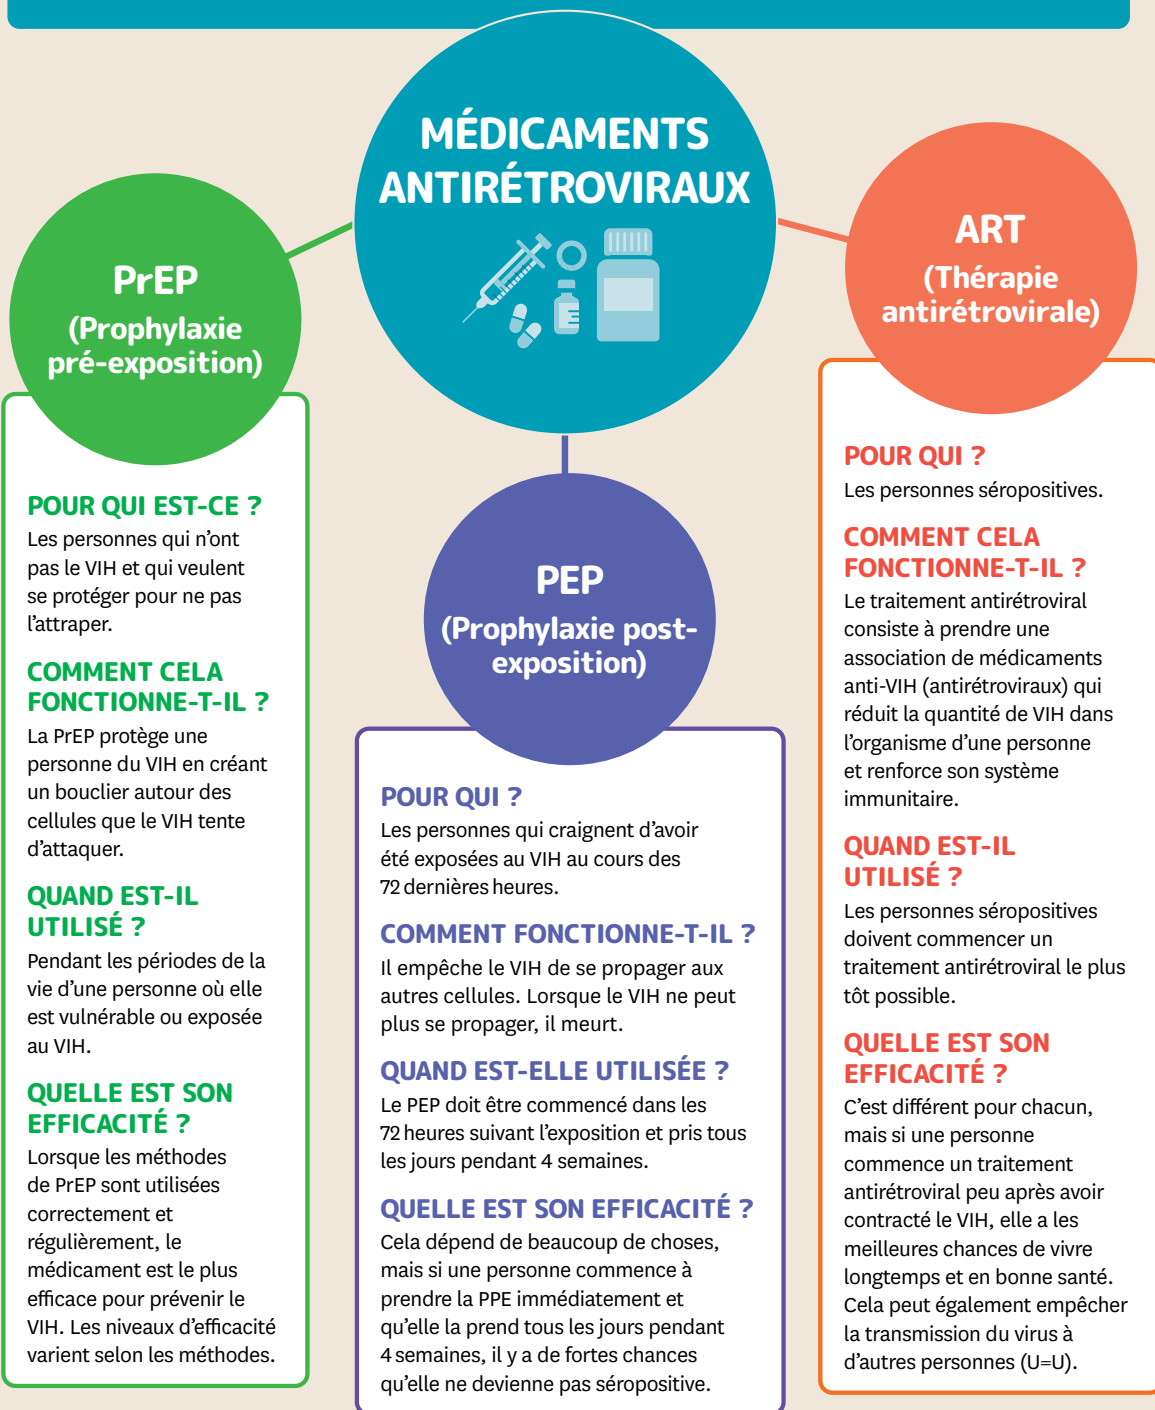 MÉDICAMENTS
ANTIRÉTROVIRAUX
PrEP
(Prophylaxie
pré-exposition)
POUR QUI EST-CE ?
Les personnes qui n'ont
pas le VIH et qui veulent
se protéger pour ne pas
l'attraper.
COMMENT CELA
FONCTIONNE-T-IL ?
La PrEP protège une
personne du VIH en créant
un bouclier autour des
cellules que le VIH tente
d'attaquer.
QUAND EST-IL
UTILISÉ ?
Pendant les périodes de la
vie d'une personne où elle
est vulnérable ou exposée
au VIH.
QUELLE EST SON
EFFICACITÉ ?
Lorsque les méthodes
de PrEP sont utilisées
correctement et
régulièrement, le
médicament est le plus
efficace pour prévenir le
VIH. Les niveaux d'efficacité
varient selon les méthodes.
PEP
(Prophylaxie post-
exposition)
POUR QUI ?
Les personnes qui craignent d'avoir
été exposées au VIH au cours des
72 dernières heures.
COMMENT FONCTIONNE-T-IL ?
Il empêche le VIH de se propager aux
autres cellules. Lorsque le VIH ne peut
plus se propager, il meurt.
QUAND EST-ELLE UTILISÉE ?
Le PEP doit être commencé dans les
72 heures suivant l'exposition et pris tous
les jours pendant 4 semaines.
QUELLE EST SON EFFICACITÉ ?
Cela dépend de beaucoup de choses,
mais si une personne commence à
prendre la PPE immédiatement et
qu'elle la prend tous les jours pendant
4 semaines, il y a de fortes chances
qu'elle ne devienne pas séropositive.
ART
(Thérapie
antirétrovirale)
POUR QUI ?
Les personnes séropositives.
COMMENT CELA
FONCTIONNE-T-IL ?
Le traitement antirétroviral
consiste à prendre une
association de médicaments
anti-VIH (antirétroviraux) qui
réduit la quantité de VIH dans
l'organisme d'une personne
et renforce son système
immunitaire.
QUAND EST-IL
UTILISÉ ?
Les personnes séropositives
doivent commencer un
traitement antirétroviral le plus
tôt possible.
QUELLE EST SON
EFFICACITÉ ?
C'est différent pour chacun,
mais si une personne
commence un traitement
antirétroviral peu après avoir
contracté le VIH, elle a les
meilleures chances de vivre
longtemps et en bonne santé.
Cela peut également empêcher
la transmission du virus à
d'autres personnes (U=U).